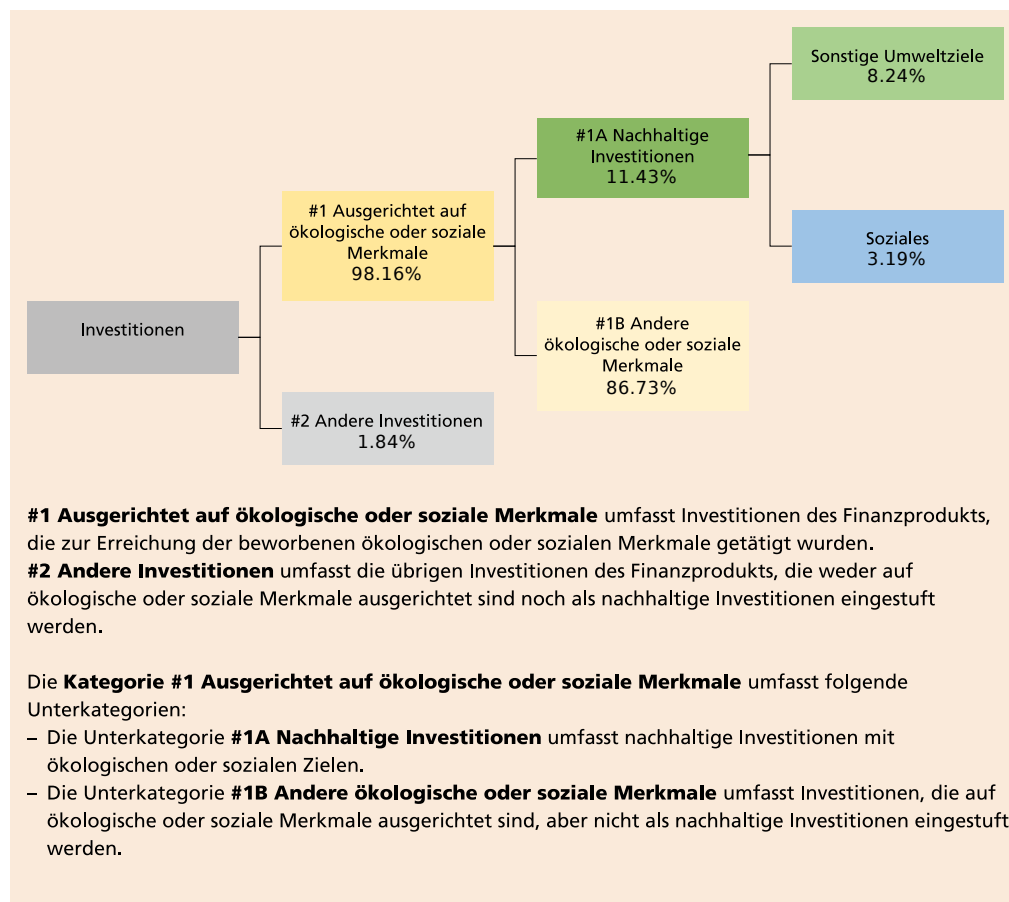 Sonstige Umweltziele
8.24%
#1A Nachhaltige
Investitionen
11.43%
#1 Ausgerichtet auf
ökologische oder soziale
Merkmale
98.16%
Soziales
3.19%
Investitionen
#1B Andere
ökologische oder soziale
Merkmale
86.73%
#2 Andere Investitionen
1.84%
#1 Ausgerichtet auf ökologische oder soziale Merkmale umfasst Investitionen des Finanzprodukts,
die zur Erreichung der beworbenen ökologischen oder sozialen Merkmale getätigt wurden.
#2 Andere Investitionen umfasst die übrigen Investitionen des Finanzprodukts, die weder auf
ökologische oder soziale Merkmale ausgerichtet sind noch als nachhaltige Investitionen eingestuft
werden.
Die Kategorie #1 Ausgerichtet auf ökologische oder soziale Merkmale umfasst folgende
Unterkategorien:
– Die Unterkategorie #1A Nachhaltige Investitionen umfasst nachhaltige Investitionen mit
ökologischen oder sozialen Zielen.
– Die Unterkategorie #1B Andere ökologische oder soziale Merkmale umfasst Investitionen, die auf
ökologische oder soziale Merkmale ausgerichtet sind, aber nicht als nachhaltige Investitionen eingestuft
werden.